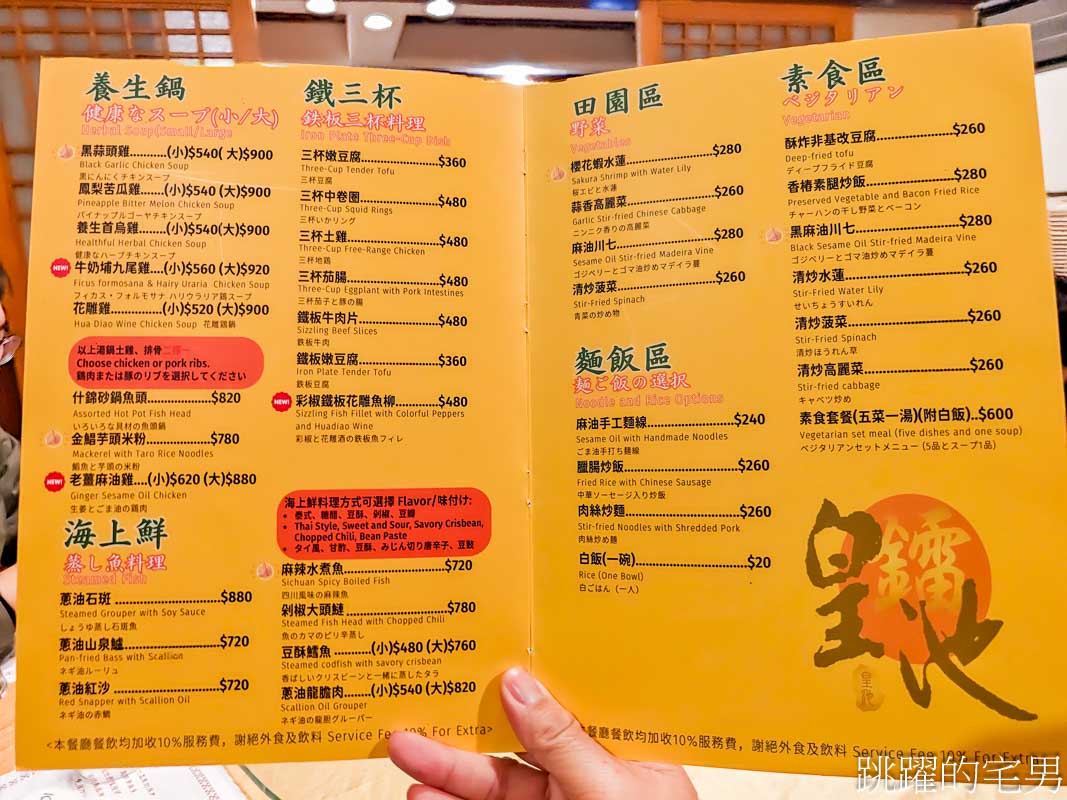 養生鍋
健康なスープ(小/大)
Herbal Soup(Small/Large
黑蒜頭雞............(小)$540( 大)$900
Black Garlic Chicken Soup
黒にんにくチキンスープ
鳳梨苦瓜雞......(小)$540 (大)$900
Pineapple Bitter Melon Chicken Soup
パイナップルゴーヤチキンスープ
養生首烏雞......(小)$540(大)$900
Healthful Herbal Chicken Soup
健康なハーブチキンスープ
NEW!
牛奶埔九尾雞....(小)$560 (大)$920
Ficus formosana & Hairy Uraria Chicken Soup
フィカス・フォルモサナ ハリウラリア鶏スープ
花雕雞............(小)$520 (大)$900
Hua Diao Wine Chicken Soup 花雕鶏鍋
以上湯鍋土雞、排骨二擇一
Choose chicken or pork ribs.
鶏肉または豚のリブを選択してください
什錦砂鍋魚頭..............$820
Assorted Hot Pot Fish Head
いろいろな具材の魚頭鍋
金鯧芋頭米粉..............$780
Mackerel with Taro Rice Noodles
鯧魚と芋頭の米粉
NEW!
老薑麻油雞....(小)$620 (大)$880
Ginger Sesame Oil Chicken
生姜とごま油の鶏肉
海上鮮
蒸し魚料理
Steamed Fish
蔥油石斑 ..........................$880
Steamed Grouper with Soy Sauce
しょうゆ蒸し石斑魚
蔥油山泉鱸......................$720
Pan-fried Bass with Scallion
ネギ油ルーリュ
蔥油紅沙 ..........................$720
Red Snapper with Scallion Oil
ネギ油の赤鯛
鐵三杯
鉄板三杯料理
Iron Plate Three-Cup Dish
三杯嫩豆腐........................$360
Three-Cup Tender Tofu
三杯豆腐
三杯中卷圈........................$480
Three-Cup Squid Rings
三杯いかリング
三杯土雞...........................$480
Three-Cup Free-Range Chicken
三杯地鶏
三杯茄腸...........................$480
Three-Cup Eggplant with Pork Intestines
三杯茄子と豚の腸
鐵板牛肉片........................$480
Sizzling Beef Slices
鉄板牛肉
鐵板嫩豆腐........................$360
Iron Plate Tender Tofu
鉄板豆腐
NEW!
彩椒鐵板花雕魚柳.............$480
Sizzling Fish Fillet with Colorful Peppers
and Huadiao Wine
彩椒と花雕酒の鉄板魚フィレ
海上鮮料理方式可選擇 Flavor/味付け:
• 泰式、糖醋、豆酥、剁椒、豆瓣
• Thai Style, Sweet and Sour, Savory Crisbean,
Chopped Chili, Bean Paste
• タイ風、甘酢、豆酥、みじん切り唐辛子、豆豉
麻辣水煮魚........................$720
Sichuan Spicy Boiled Fish
四川風味の麻辣魚
剁椒大頭鰱 .......................$780
Steamed Fish Head with Chopped Chili
魚のカマのピリ辛蒸し
豆酥鱈魚 ..........(小)$480 (大)$760
Steamed codfish with savory crisbean
香ばしいクリスビーンと一緒に蒸したタラ
蔥油龍膽肉........(小)$540 (大)$820
Scallion Oil Grouper
ネギ油の龍胆グルーパー
<本餐廳餐飲均加收10%服務費，謝絕外食及飲料 Service Fee 10% For Extra>
田園區
野菜
Vegetables
櫻花蝦水蓮........................$280
Sakura Shrimp with Water Lily
桜エビと水蓮
蒜香高麗菜........................$260
Garlic Stir-fried Chinese Cabbage
ニンニク香りの高麗菜
麻油川七...........................$280
Sesame Oil Stir-fried Madeira Vine
ゴジベリーとゴマ油炒めマデイラ蔓
清炒菠菜...........................$260
Stir-Fried Spinach
青菜の炒め物
麵飯區
麺ご飯の選択
Noodle and Rice Options
麻油手工麵線....................$240
Sesame Oil with Handmade Noodles
ごま油手打ち麺線
臘腸炒飯...........................$260
Fried Rice with Chinese Sausage
中華ソーセージ入り炒飯
肉絲炒麵...........................$260
Stir-fried Noodles with Shredded Pork
肉絲炒め麺
白飯(一碗)........................$20
Rice (One Bowl)
白ごはん（一人）
素食區
ベジタリアン
Vegetarian
酥炸非基改豆腐................$260
Deep-fried tofu
ディープフライド豆腐
香椿素腿炒飯....................$280
Preserved Vegetable and Bacon Fried Rice
チャーハンの干し野菜とベーコン
黑麻油川七........................$280
Black Sesame Oil Stir-fried Madeira Vine
ゴジベリーとゴマ油炒めマデイラ蔓
清炒水蓮...........................$260
Stir-Fried Water Lily
せいちょうすいれん
清炒菠菜...........................$260
Stir-Fried Spinach
清炒ほうれん草
清炒高麗菜........................$260
Stir-fried cabbage
キャベツ炒め
素食套餐(五菜一湯)(附白飯)..$600
Vegetarian set meal (five dishes and one soup)
ベジタリアンセットメニュー (5品とスープ1品)
皇鐳池
皇池
餐廳餐飲均加收10%服務費，謝絕外食及飲料 Service Fee 10% For Extra
跳躍的宅男